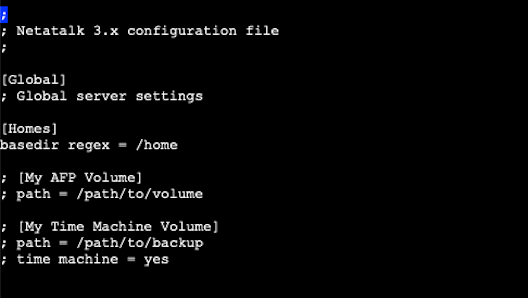 ;
; Netatalk 3.x configuration file
;
[Global]
; Global server settings
[Homes]
basedir regex = /home
; [My AFP Volume]
; path = /path/to/volume
; [My Time Machine Volume]
; path = /path/to/backup
; time machine = yes